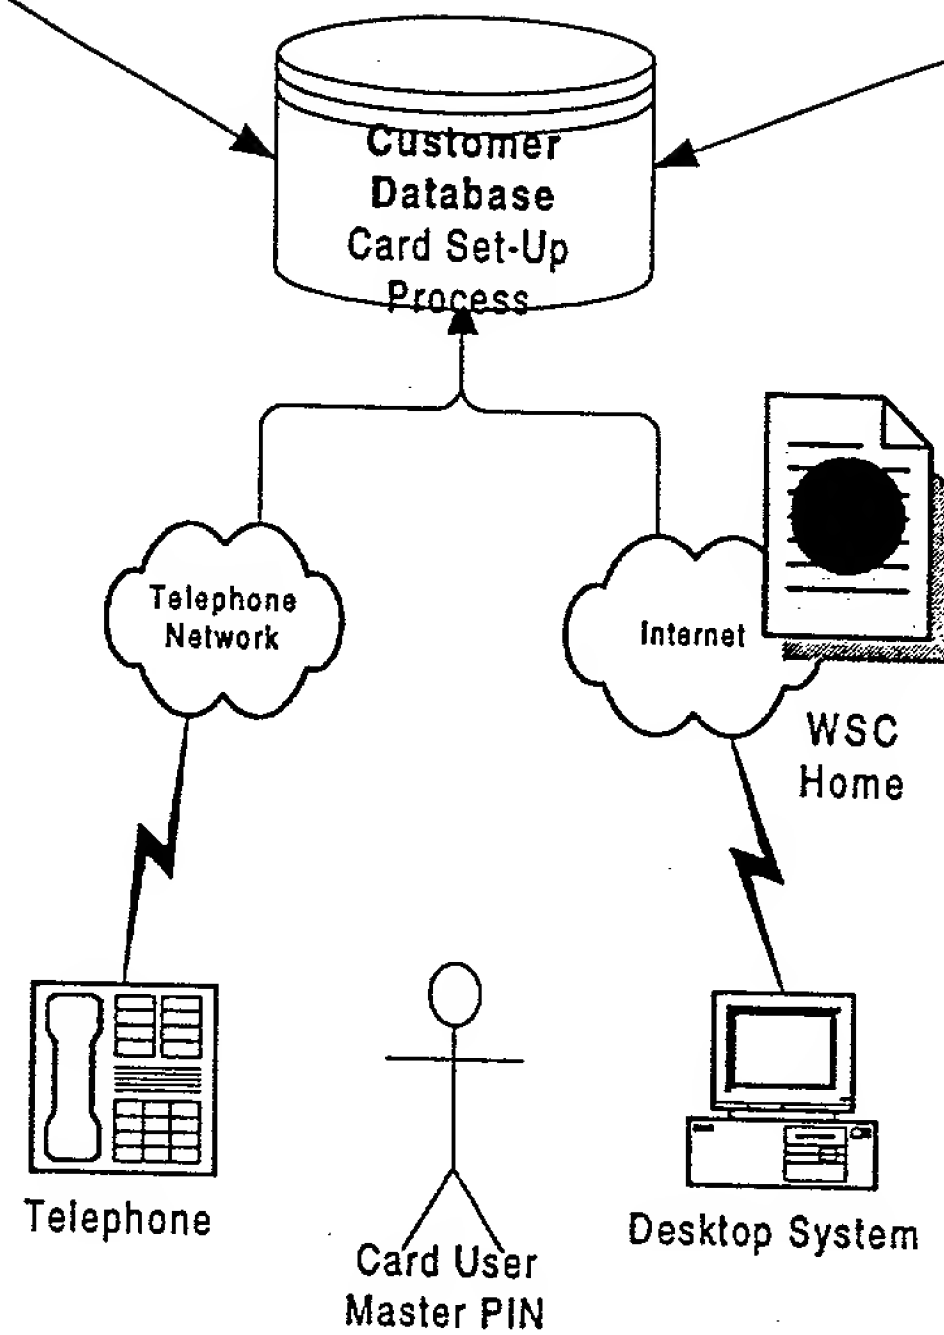 Customer
Database
Card Set-Up
Process
Telephone
Network
Internet
WSC
Home
Telephone
Desktop System
Card User
Master PIN